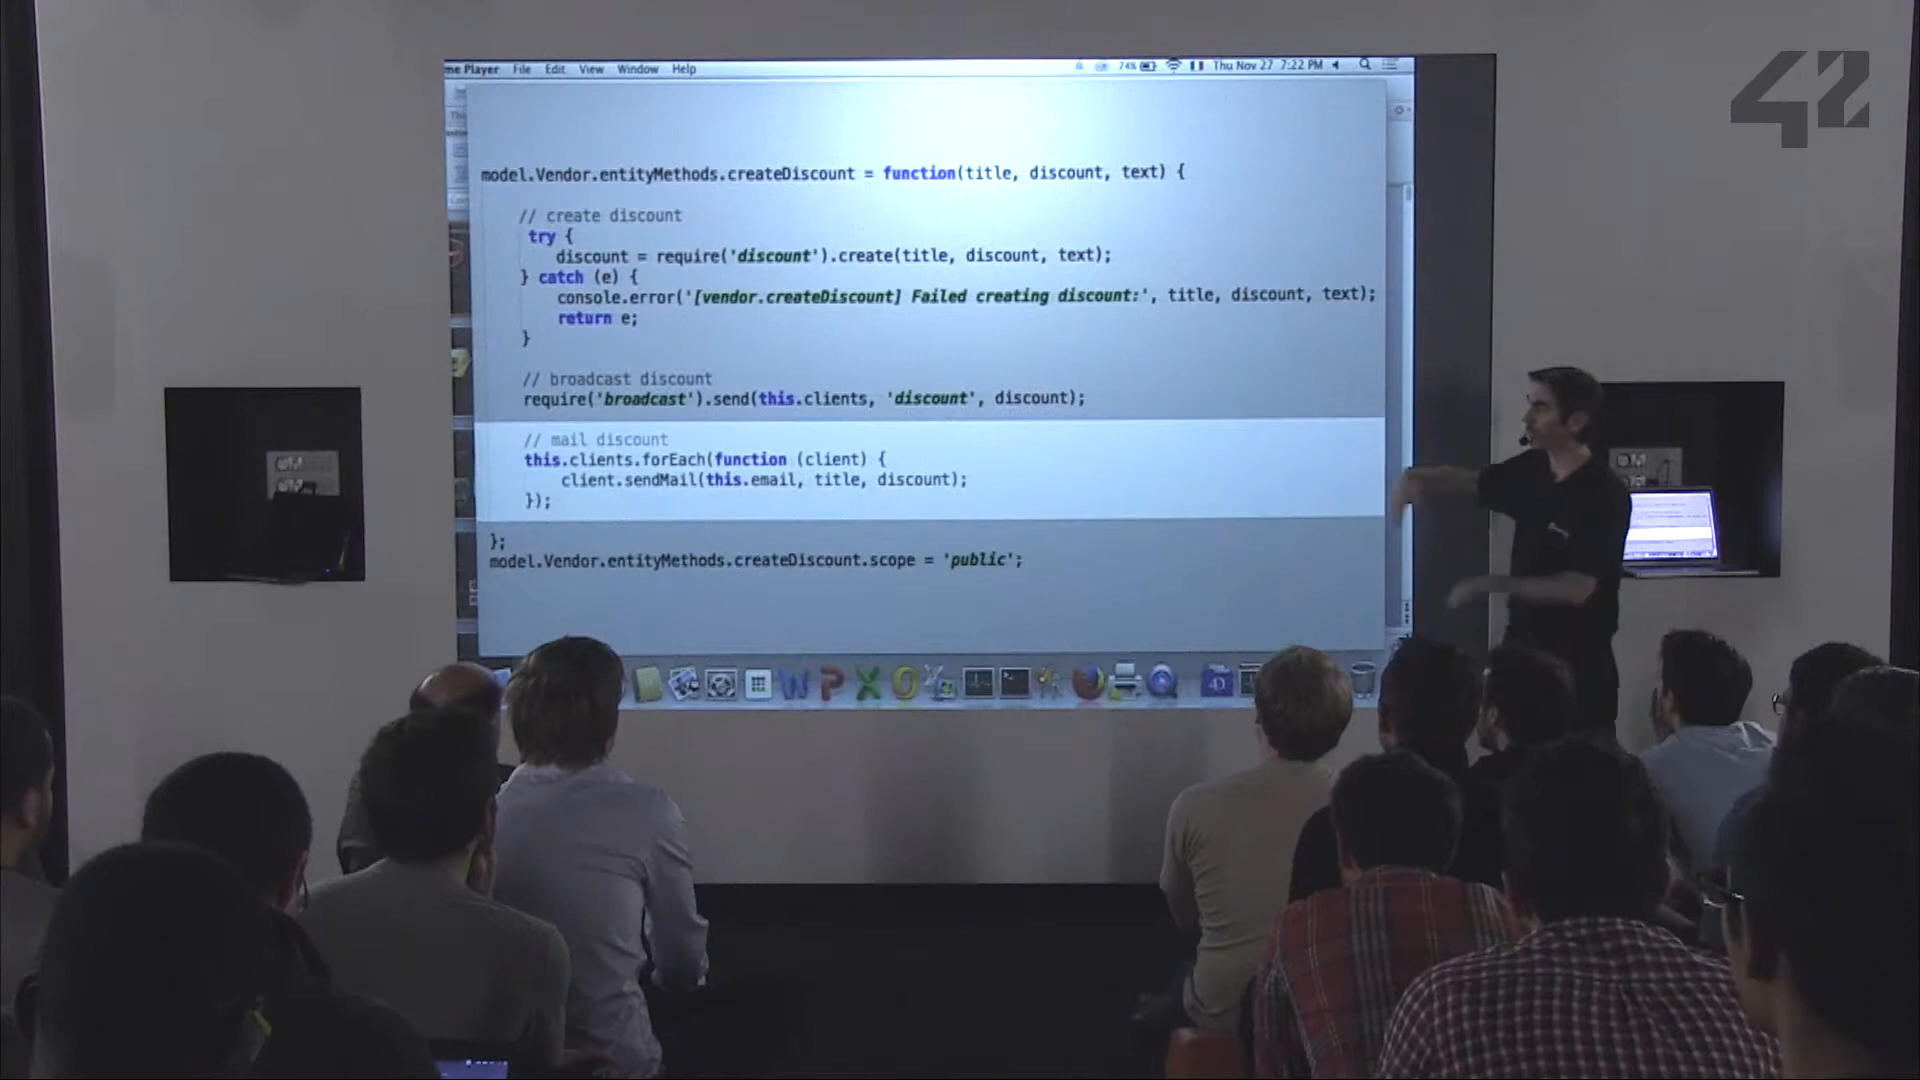 me Player File Edit View Window Help
74% Thu Nov 27 7:22 PM
42
model.Vendor.entityMethods.createDiscount = function(title, discount, text) {
// create discount
try {
discount = require('discount').create(title, discount, text);
} catch (e) {
console.error('[vendor.createDiscount] Failed creating discount:', title, discount, text);
return e;
}
// broadcast discount
require('broadcast').send(this.clients, 'discount', discount);
// mail discount
this.clients.forEach(function (client) {
client.sendMail(this.email, title, discount);
});
};
model.Vendor.entityMethods.createDiscount.scope = 'public';